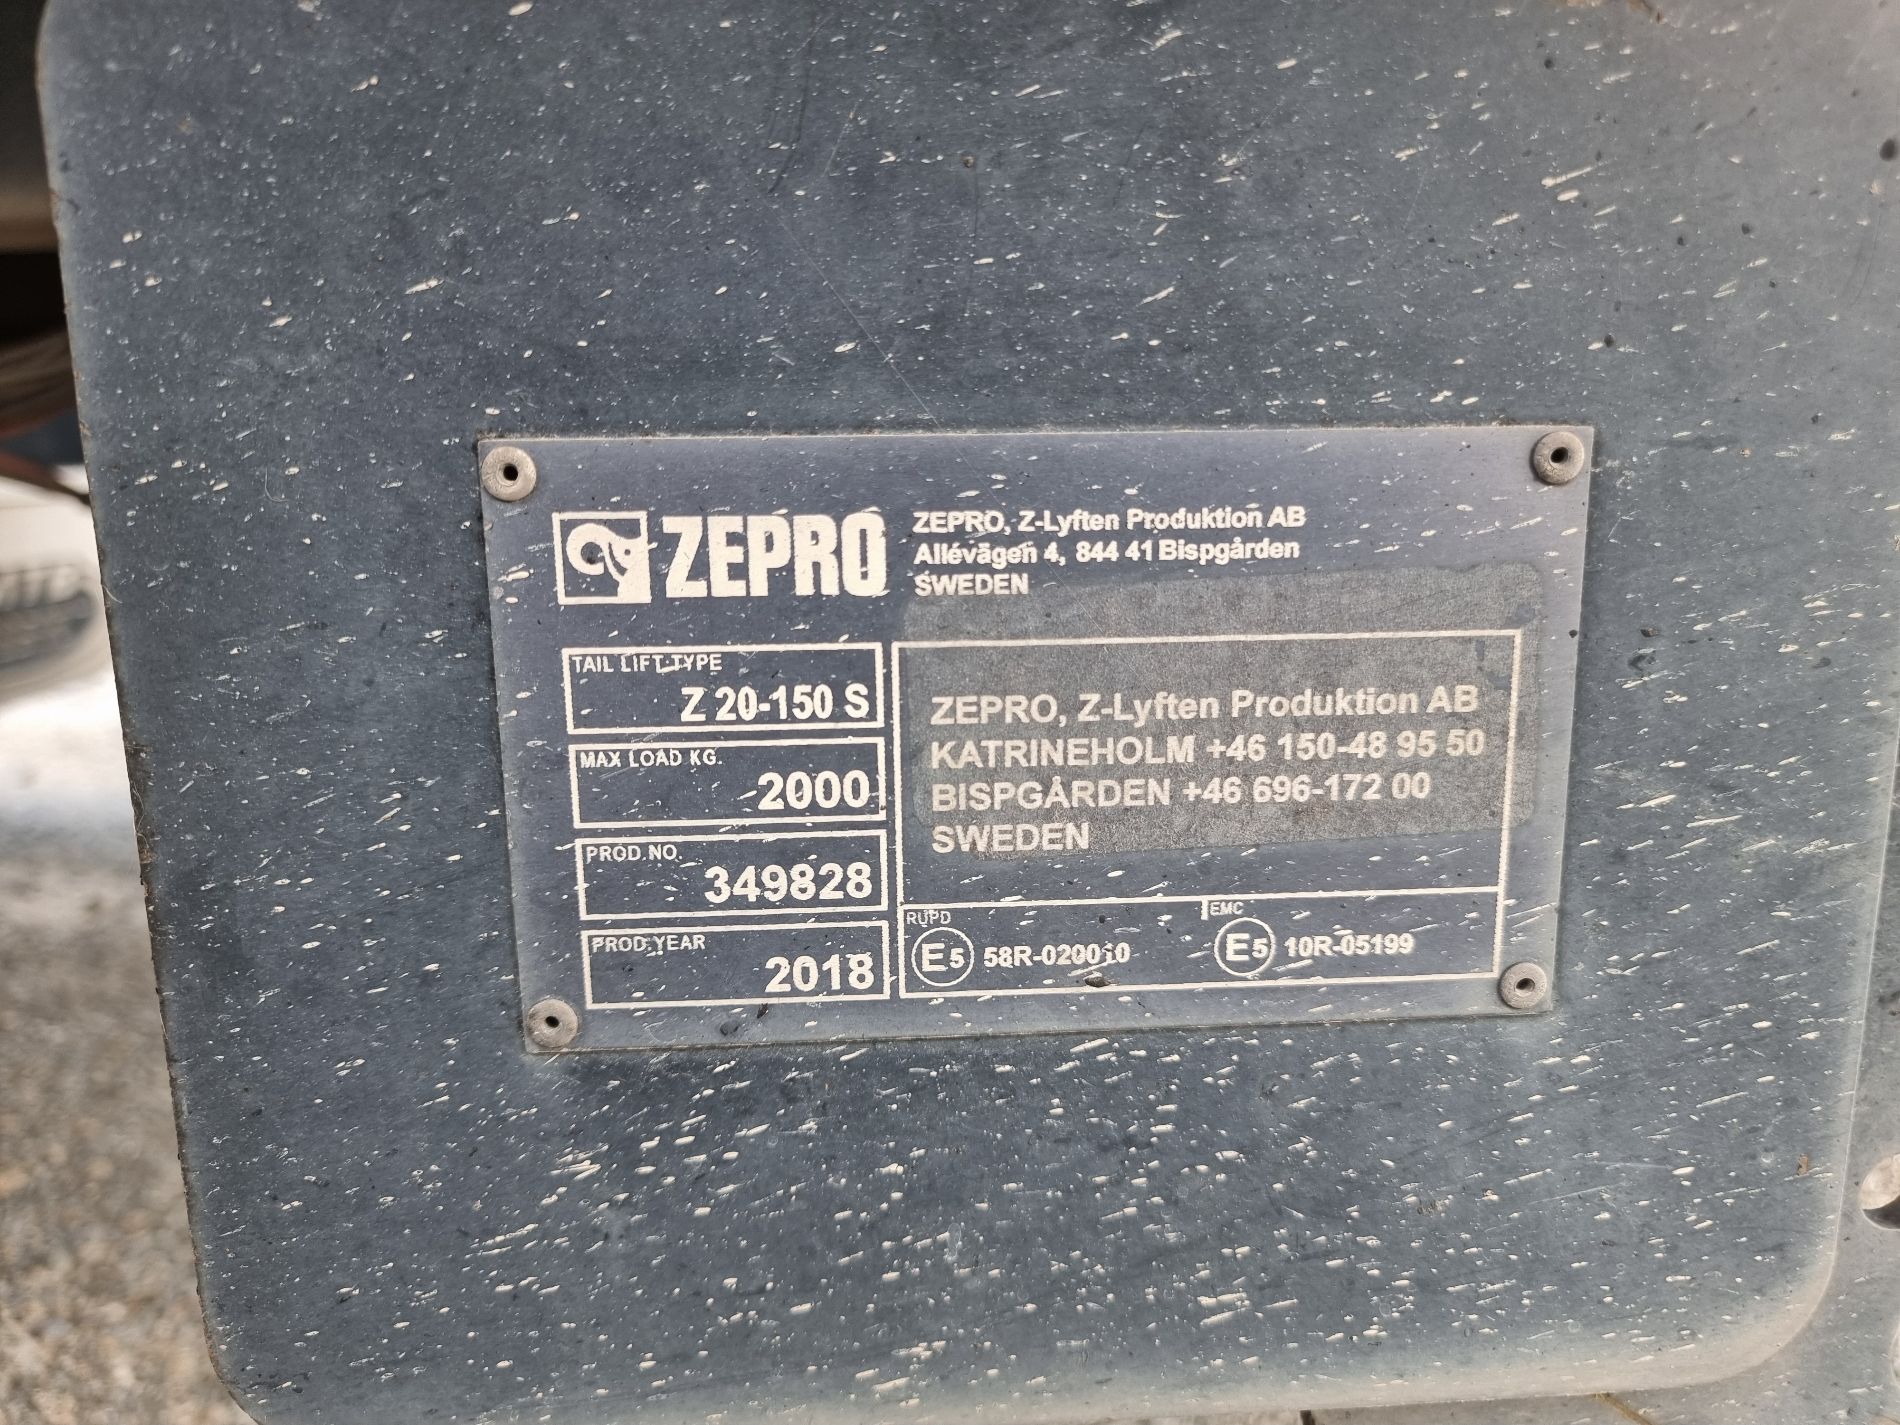 ZEPRO
ZEPRO, Z-Lyften Produktion AB
Allévägen 4, 844 41 Bispgården
SWEDEN
TAIL LIFT TYPE
Z 20-150 S
MAX LOAD KG.
2000
PROD. NO.
349828
PROD. YEAR
2018
ZEPRO, Z-Lyften Produktion AB
KATRINEHOLM +46 150-48 95 50
BISPGÅRDEN +46 696-172 00
SWEDEN
RUPD
E5 58R-020010
EMC
E5 10R-05199